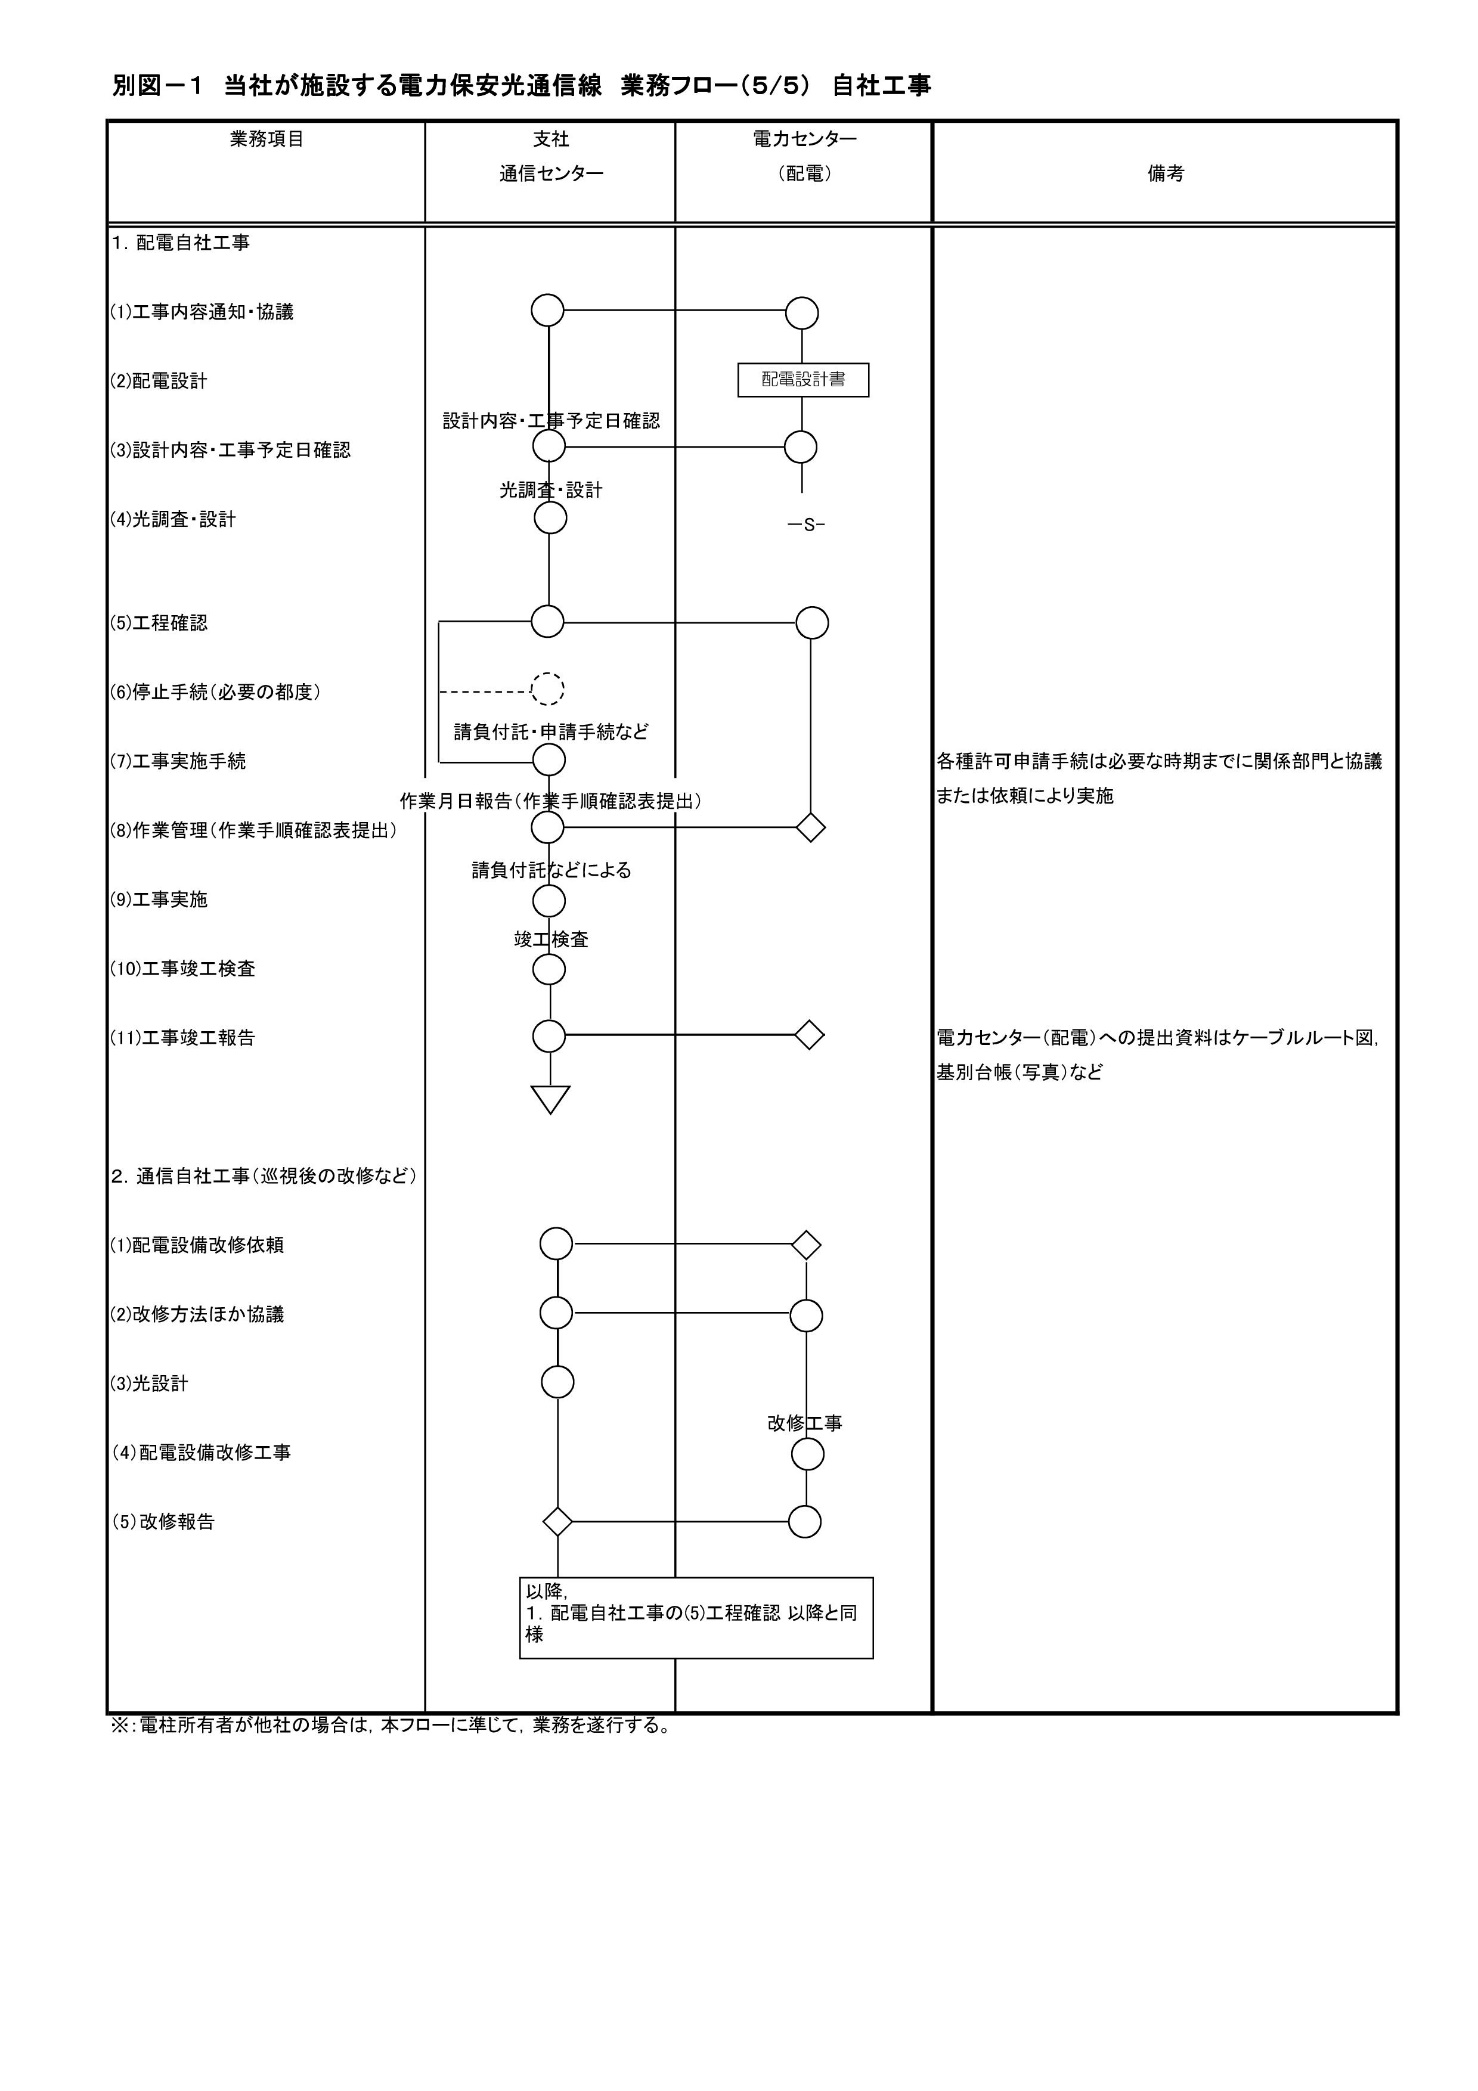 別図－1　当社が施設する電力保安光通信線　業務フロー（5/5）　自社工事
業務項目
支社
通信センター
電力センター
（配電）
備考
1. 配電自社工事
(1)工事内容通知・協議
(2)配電設計
配電設計書
設計内容・工事予定日確認
(3)設計内容・工事予定日確認
光調査・設計
(4)光調査・設計
－S-
(5)工程確認
(6)停止手続（必要の都度）
請負付託・申請手続など
(7)工事実施手続
各種許可申請手続は必要な時期までに関係部門と協議
または依頼により実施
作業月日報告（作業手順確認表提出）
(8)作業管理（作業手順確認表提出）
請負付託などによる
(9)工事実施
竣工検査
(10)工事竣工検査
(11)工事竣工報告
電力センター（配電）への提出資料はケーブルルート図,
基別台帳（写真）など
2. 通信自社工事（巡視後の改修など）
(1)配電設備改修依頼
(2)改修方法ほか協議
(3)光設計
改修工事
(4)配電設備改修工事
(5)改修報告
以降,
1. 配電自社工事の(5)工程確認 以降と同
様
※：電柱所有者が他社の場合は, 本フローに準じて, 業務を遂行する。